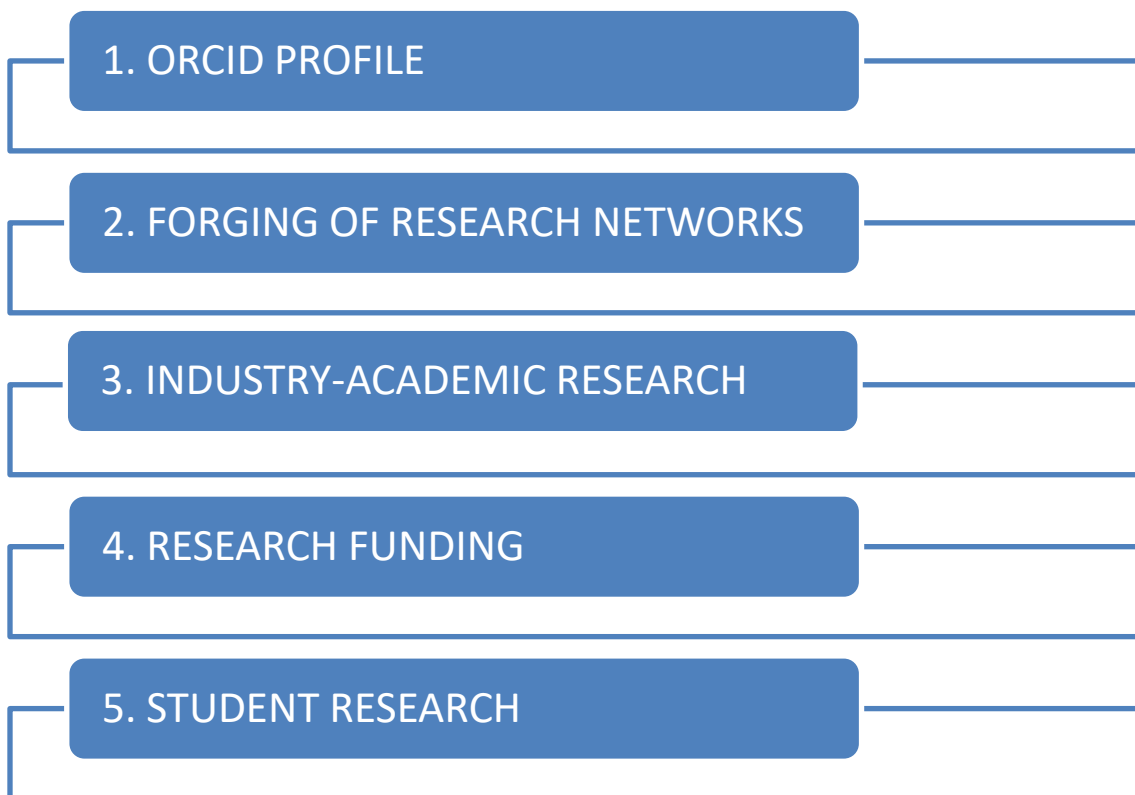 1. ORCID PROFILE
2. FORGING OF RESEARCH NETWORKS
3. INDUSTRY-ACADEMIC RESEARCH
4. RESEARCH FUNDING
5. STUDENT RESEARCH